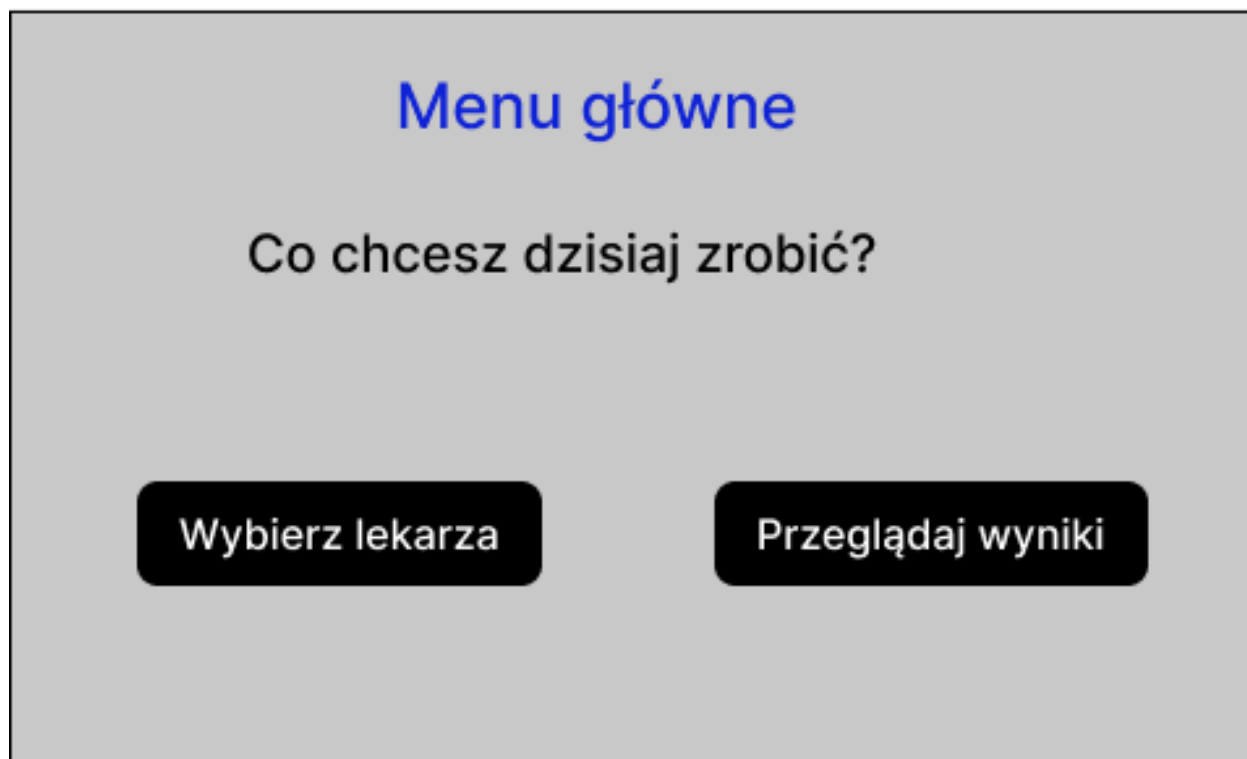 Menu główne
Co chcesz dzisiaj zrobić?
Wybierz lekarza
Przeglądaj wyniki